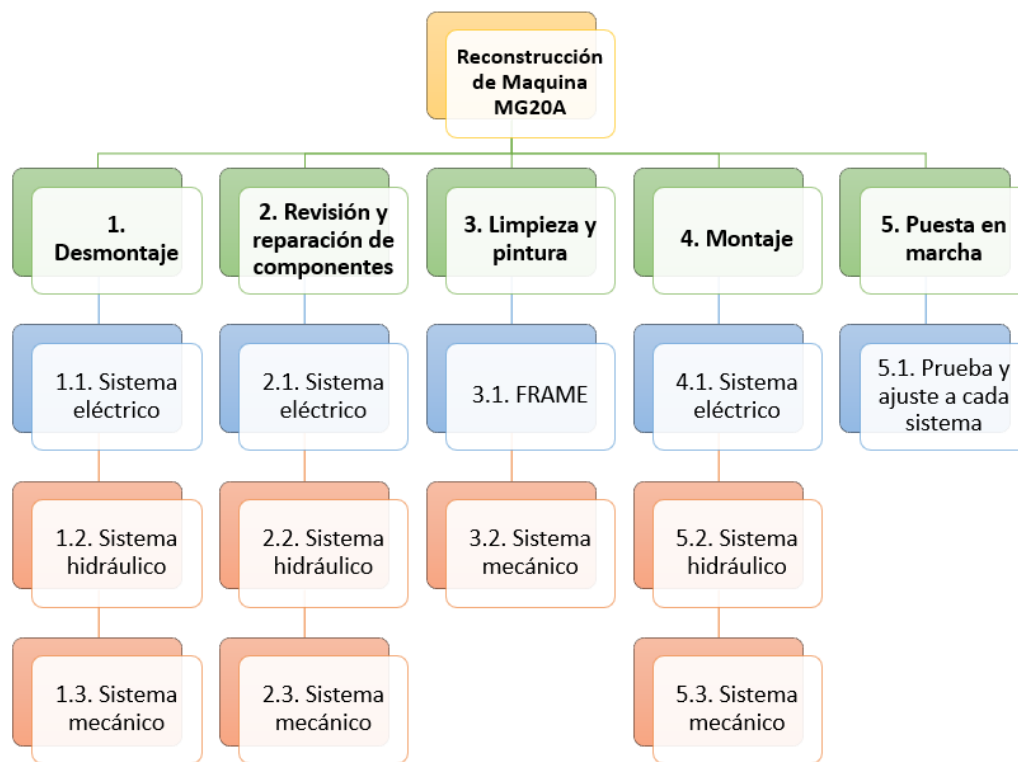 Reconstrucción
de Maquina
MG20A
1.
Desmontaje
2. Revisión y
reparación de
componentes
3. Limpieza y
pintura
4. Montaje
5. Puesta en
marcha
1.1. Sistema
eléctrico
2.1. Sistema
eléctrico
3.1. FRAME
4.1. Sistema
eléctrico
5.1. Prueba y
ajuste a cada
sistema
1.2. Sistema
hidráulico
2.2. Sistema
hidráulico
3.2. Sistema
mecánico
5.2. Sistema
hidráulico
1.3. Sistema
mecánico
2.3. Sistema
mecánico
5.3. Sistema
mecánico